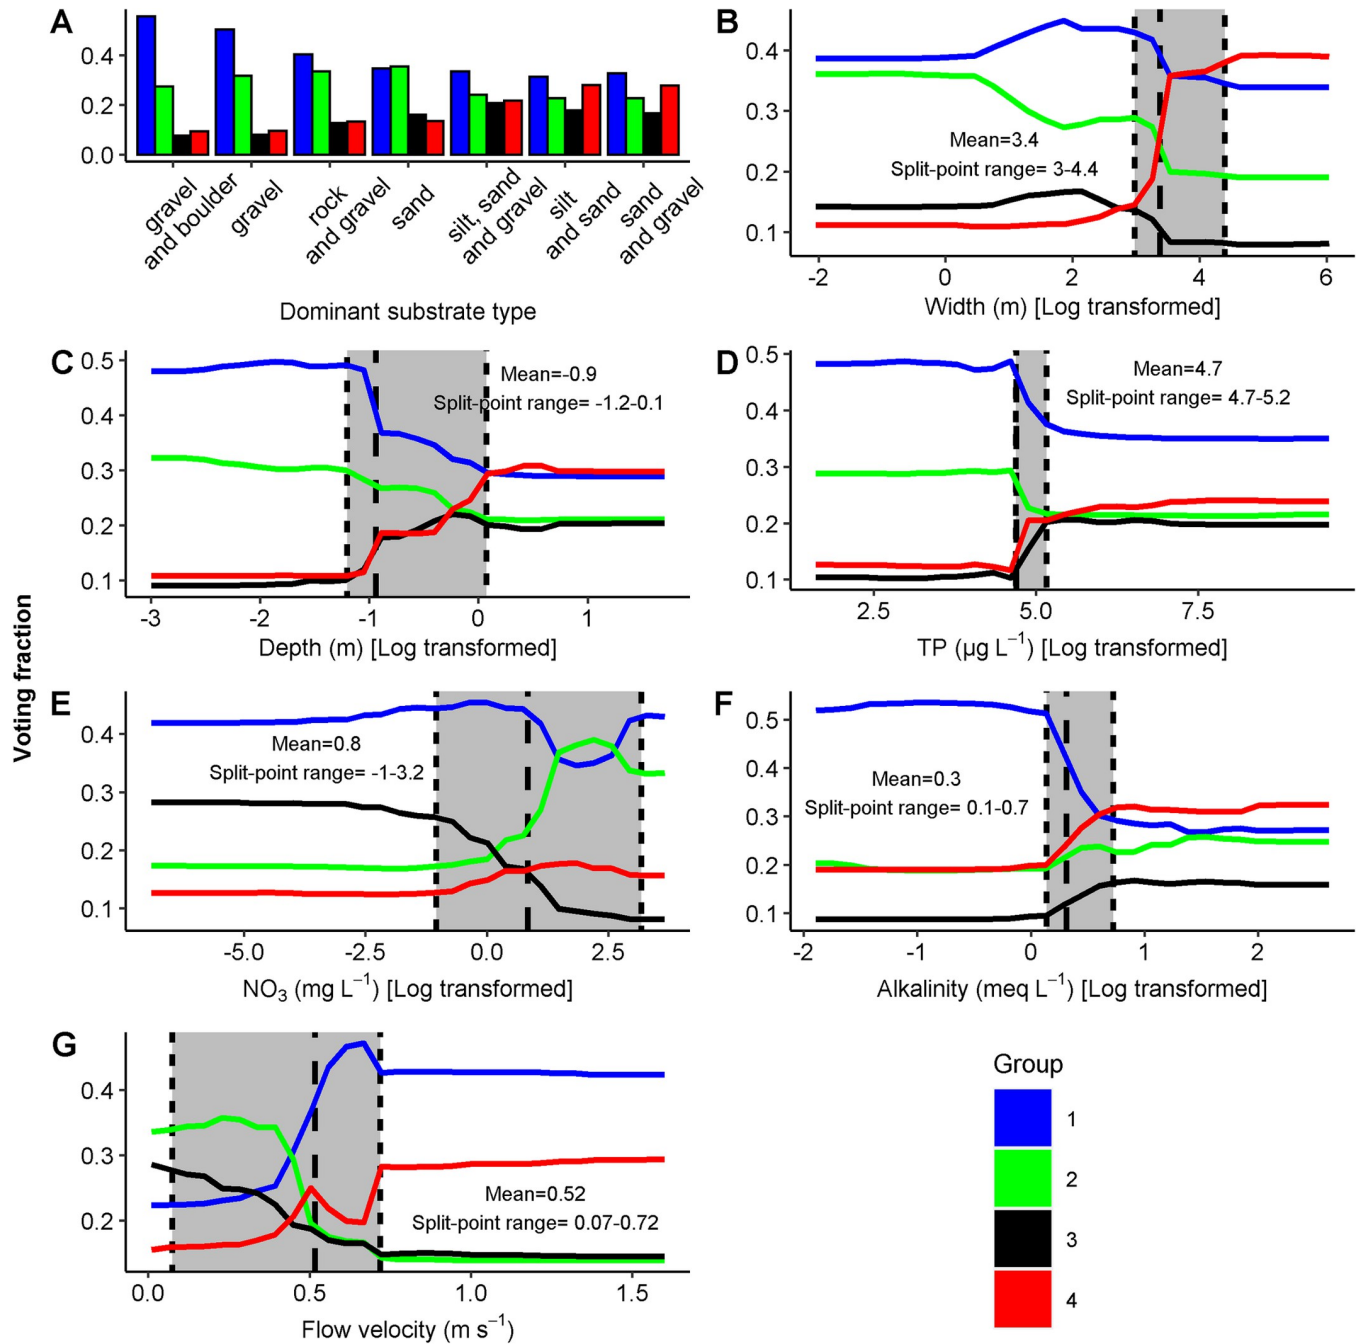 A
0.4
0.2
0.0
gravel
and boulder
gravel
rock
and gravel
sand
silt, sand
and gravel
silt
and sand
sand
and gravel
Dominant substrate type
B
0.4
0.3
0.2
0.1
Mean=3.4
Split-point range= 3-4.4
-2
0
2
4
6
Width (m) [Log transformed]
Voting fraction
C
0.5
0.4
0.3
0.2
0.1
Mean=-0.9
Split-point range= -1.2-0.1
-3
-2
-1
0
1
Depth (m) [Log transformed]
D
0.5
0.4
0.3
0.2
0.1
Mean=4.7
Split-point range= 4.7-5.2
2.5
5.0
7.5
TP (µg L⁻¹) [Log transformed]
E
0.4
0.3
0.2
0.1
Mean=0.8
Split-point range= -1-3.2
-5.0
-2.5
0.0
2.5
NO₃ (mg L⁻¹) [Log transformed]
F
0.5
0.4
0.3
0.2
0.1
Mean=0.3
Split-point range= 0.1-0.7
-2
-1
0
1
2
Alkalinity (meq L⁻¹) [Log transformed]
G
0.4
0.3
0.2
Mean=0.52
Split-point range= 0.07-0.72
0.0
0.5
1.0
1.5
Flow velocity (m s⁻¹)
Group
1
2
3
4